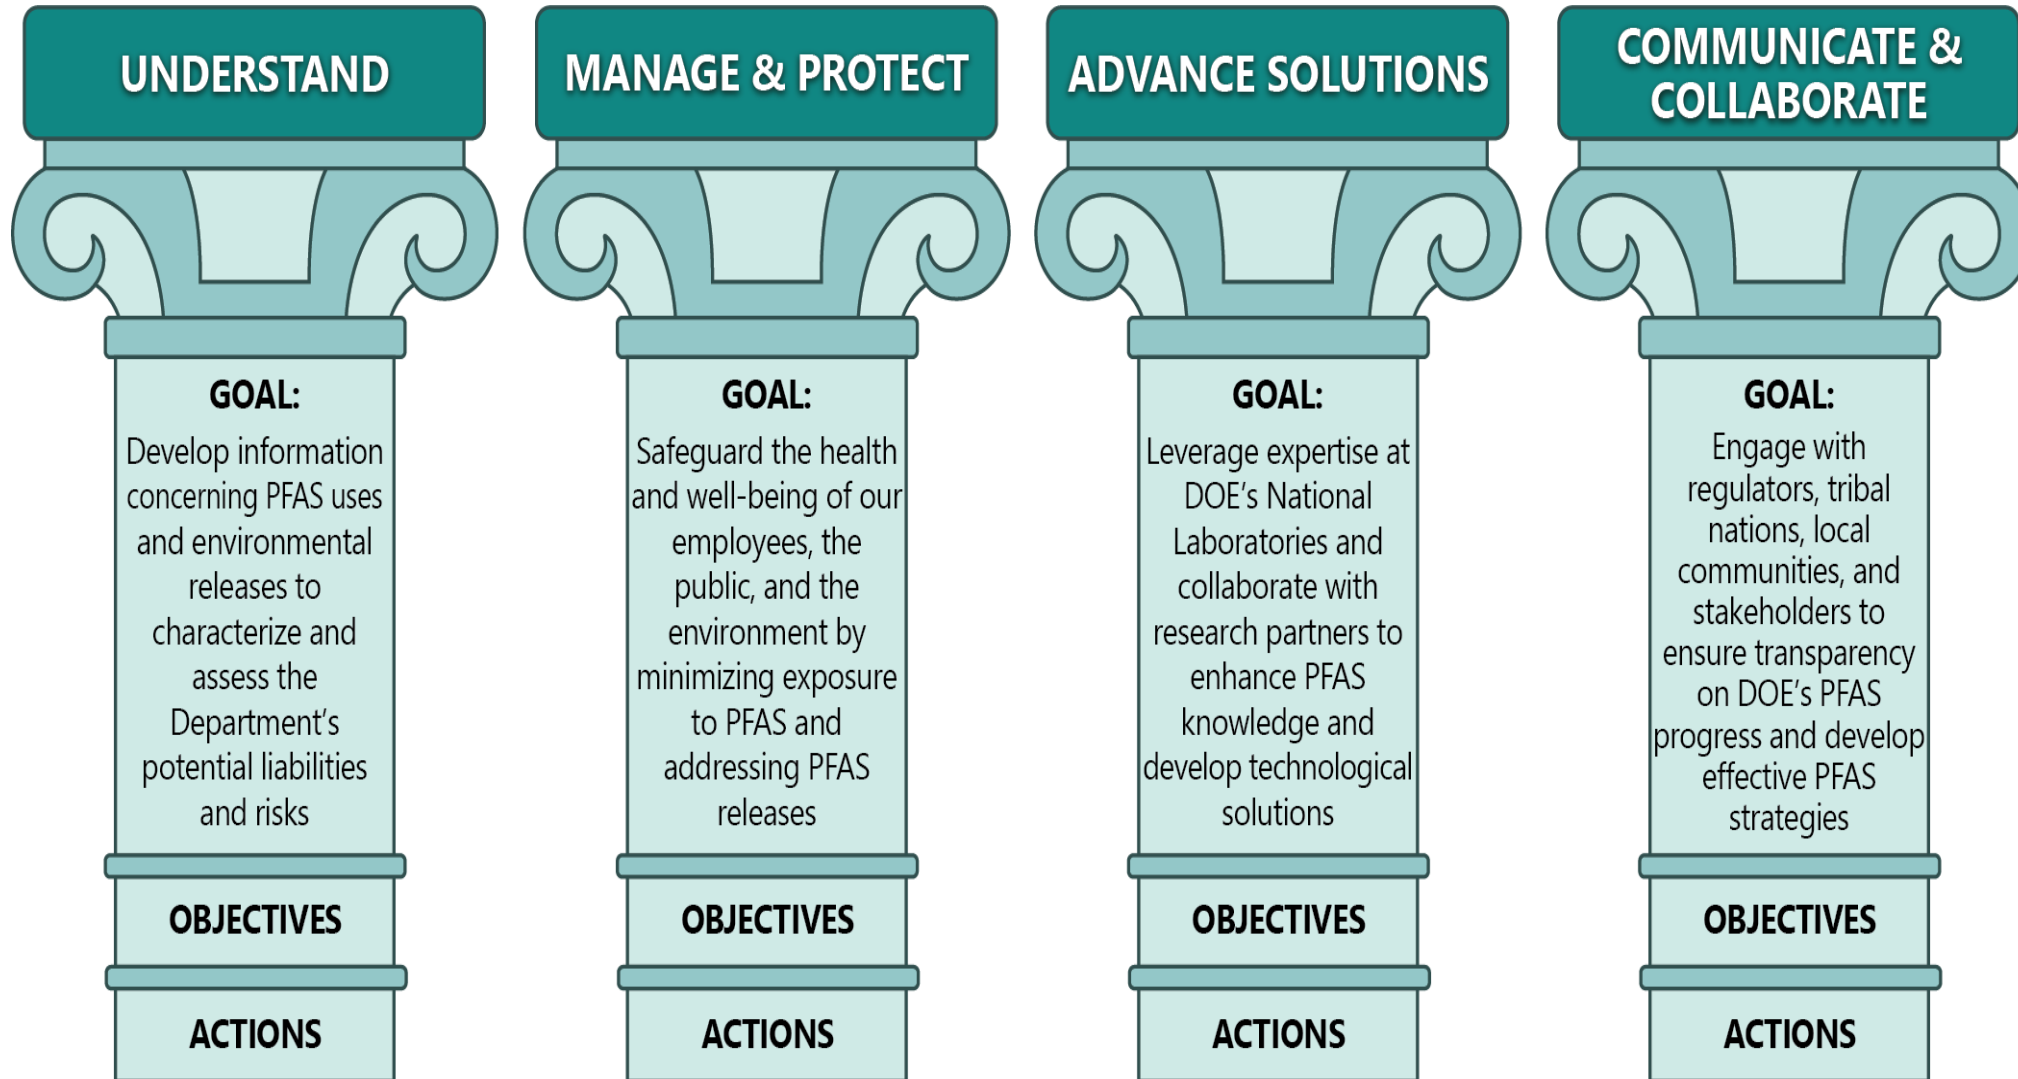 UNDERSTAND
GOAL:
Develop information
concerning PFAS uses
and environmental
releases to
characterize and
assess the
Department's
potential liabilities
and risks
OBJECTIVES
ACTIONS
MANAGE & PROTECT
GOAL:
Safeguard the health
and well-being of our
employees, the
public, and the
environment by
minimizing exposure
to PFAS and
addressing PFAS
releases
OBJECTIVES
ACTIONS
ADVANCE SOLUTIONS
GOAL:
Leverage expertise at
DOE's National
Laboratories and
collaborate with
research partners to
enhance PFAS
knowledge and
develop technological
solutions
OBJECTIVES
ACTIONS
COMMUNICATE &
COLLABORATE
GOAL:
Engage with
regulators, tribal
nations, local
communities, and
stakeholders to
ensure transparency
on DOE's PFAS
progress and develop
effective PFAS
strategies
OBJECTIVES
ACTIONS